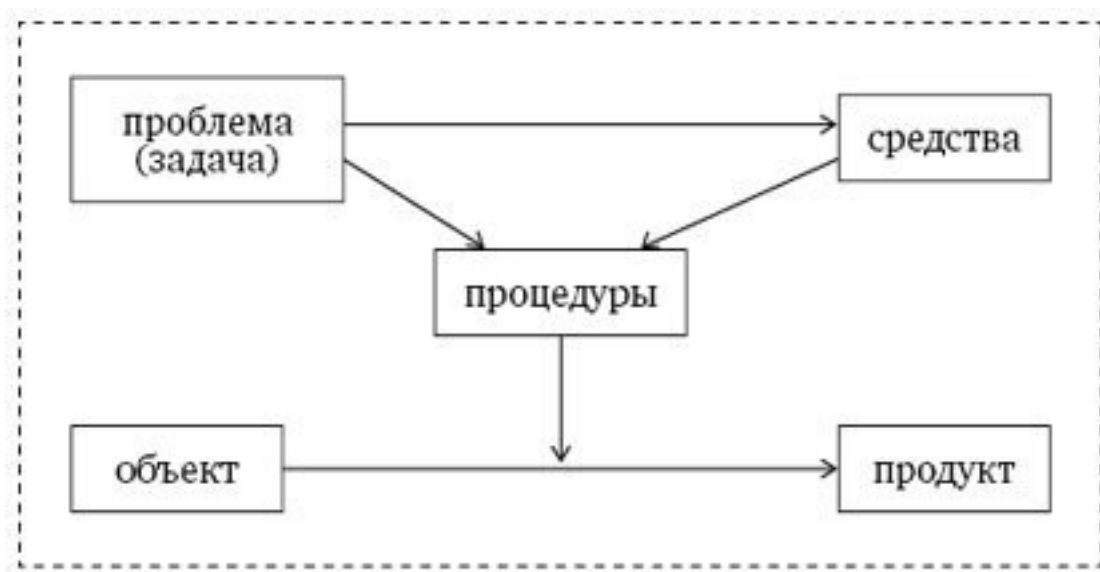 проблема
(задача)
средства
процедуры
объект
продукт